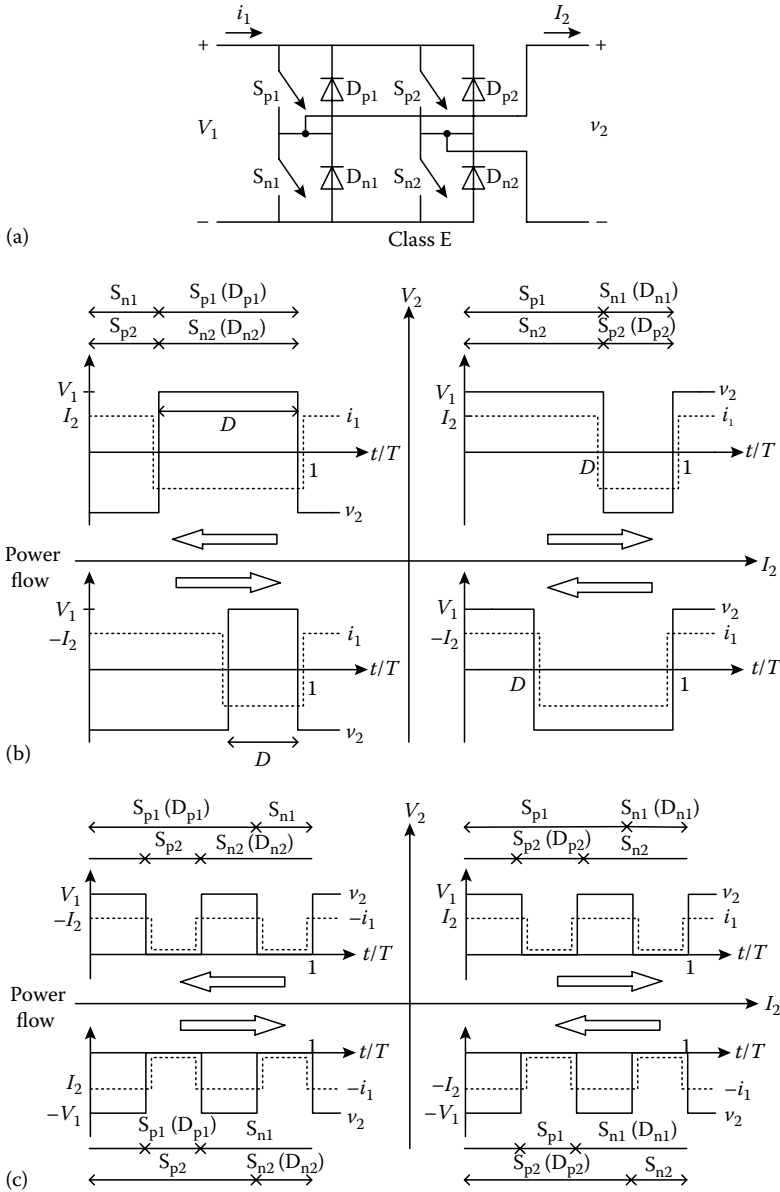 i1 I2
+ +
Sp1 Dp1 Sp2 Dp2
V1 v2
Sn1 Dn1 Sn2 Dn2
− −
(a) Class E
Sn1 Sp1 (Dp1) V2 Sp1 Sn1 (Dn1)
Sp2 Sn2 (Dn2) Sn2 Sp2 (Dp2)
V1 V1 v2
I2 D i1 I2 i1
t/T D t/T
1 1
v2
Power flow I2
V1 V1 v2
−I2 i1 −I2 i1
t/T t/T
1 D 1
v2
D
(b)
Sp1 (Dp1) Sn1 V2 Sp1 Sn1 (Dn1)
Sp2 Sn2 (Dn2) Sp2 (Dp2) Sn2
V1 v2 V1 v2
−I2 −i1 I2 i1
t/T t/T
1 1
Power flow I2
1 t/T 1 t/T
I2 −i1 −I2 −i1
−V1 v2 −V1 v2
Sp1 (Dp1) Sn1 Sp1 Sn1 (Dn1)
Sp2 Sn2 (Dn2) Sp2 (Dp2) Sn2
(c)